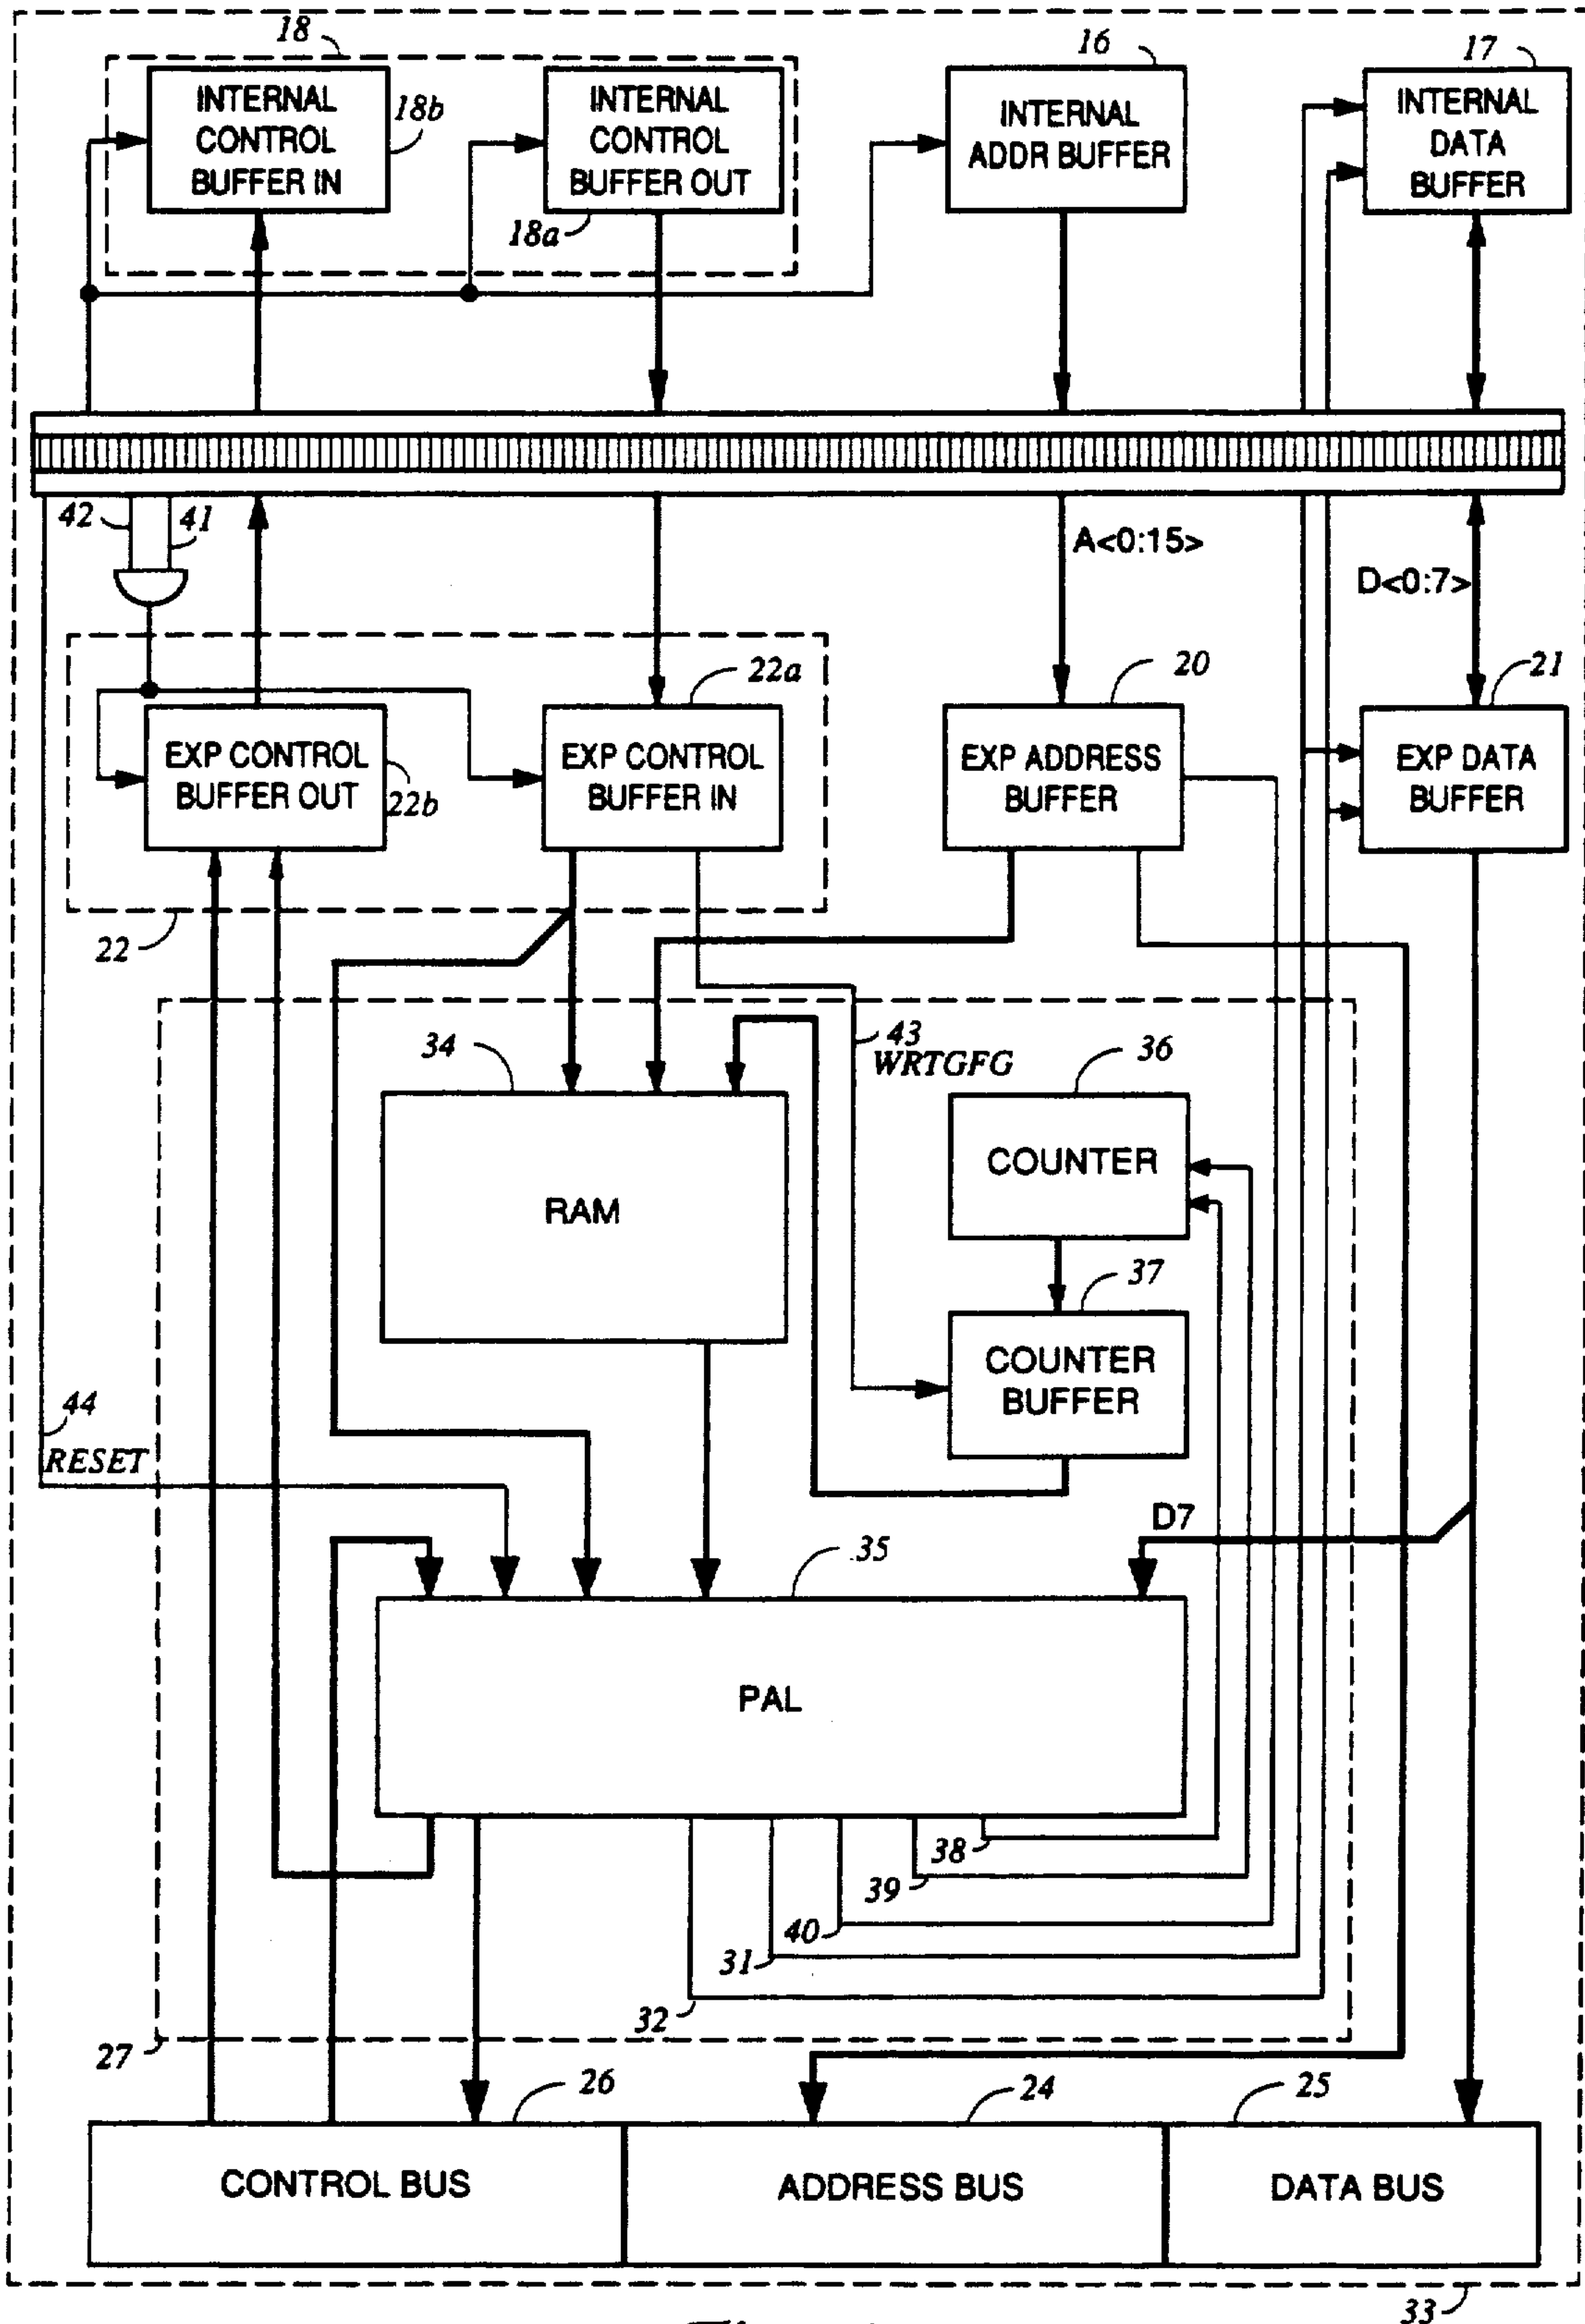 18
16
17
INTERNAL
CONTROL
BUFFER IN
18b
INTERNAL
CONTROL
BUFFER OUT
18a
INTERNAL
ADDR BUFFER
INTERNAL
DATA
BUFFER
42
41
A<0:15>
D<0:7>
22a
20
21
EXP CONTROL
BUFFER OUT
22b
EXP CONTROL
BUFFER IN
EXP ADDRESS
BUFFER
EXP DATA
BUFFER
22
34
43
WRTGFG
36
RAM
COUNTER
37
COUNTER
BUFFER
44
RESET
D7
35
PAL
38
39
40
31
32
27
26
24
25
CONTROL BUS
ADDRESS BUS
DATA BUS
33